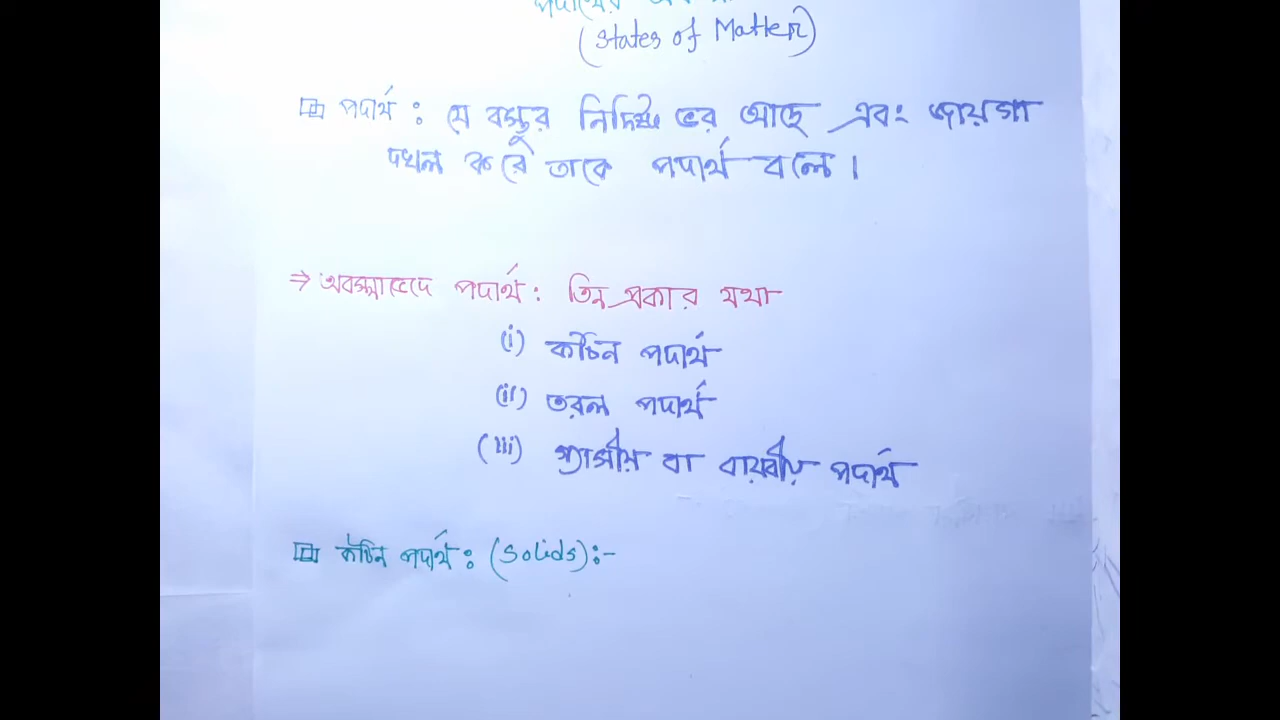 পদার্থের
(States of Matter)
পদার্থ : যে বস্তুর নির্দিষ্ট ভর আছে এবং জায়গা
দখল করে তাকে পদার্থ বলে।
⇒ অবস্থাভেদে পদার্থ : তিন প্রকার যথা
(i) কঠিন পদার্থ
(ii) তরল পদার্থ
(iii) গ্যাসীয় বা বায়বীয় পদার্থ
কঠিন পদার্থ : (Solids):-